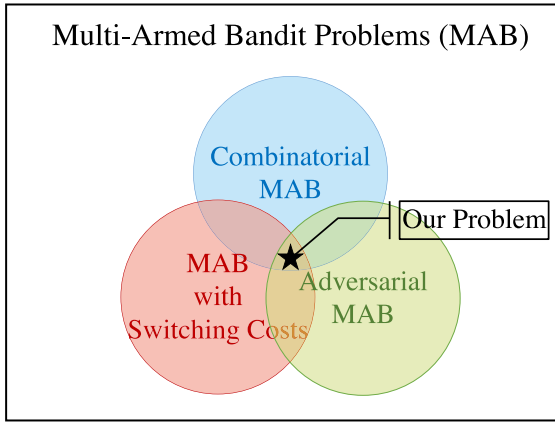 Multi-Armed Bandit Problems (MAB)
Combinatorial
MAB
Our Problem
MAB
with
Switching Costs
Adversarial
MAB